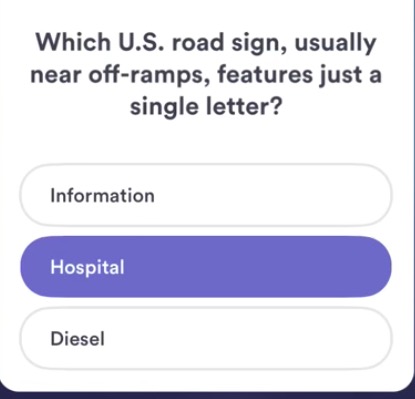 Which U.S. road sign, usually
near off-ramps, features just a
single letter?
Information
Hospital
Diesel